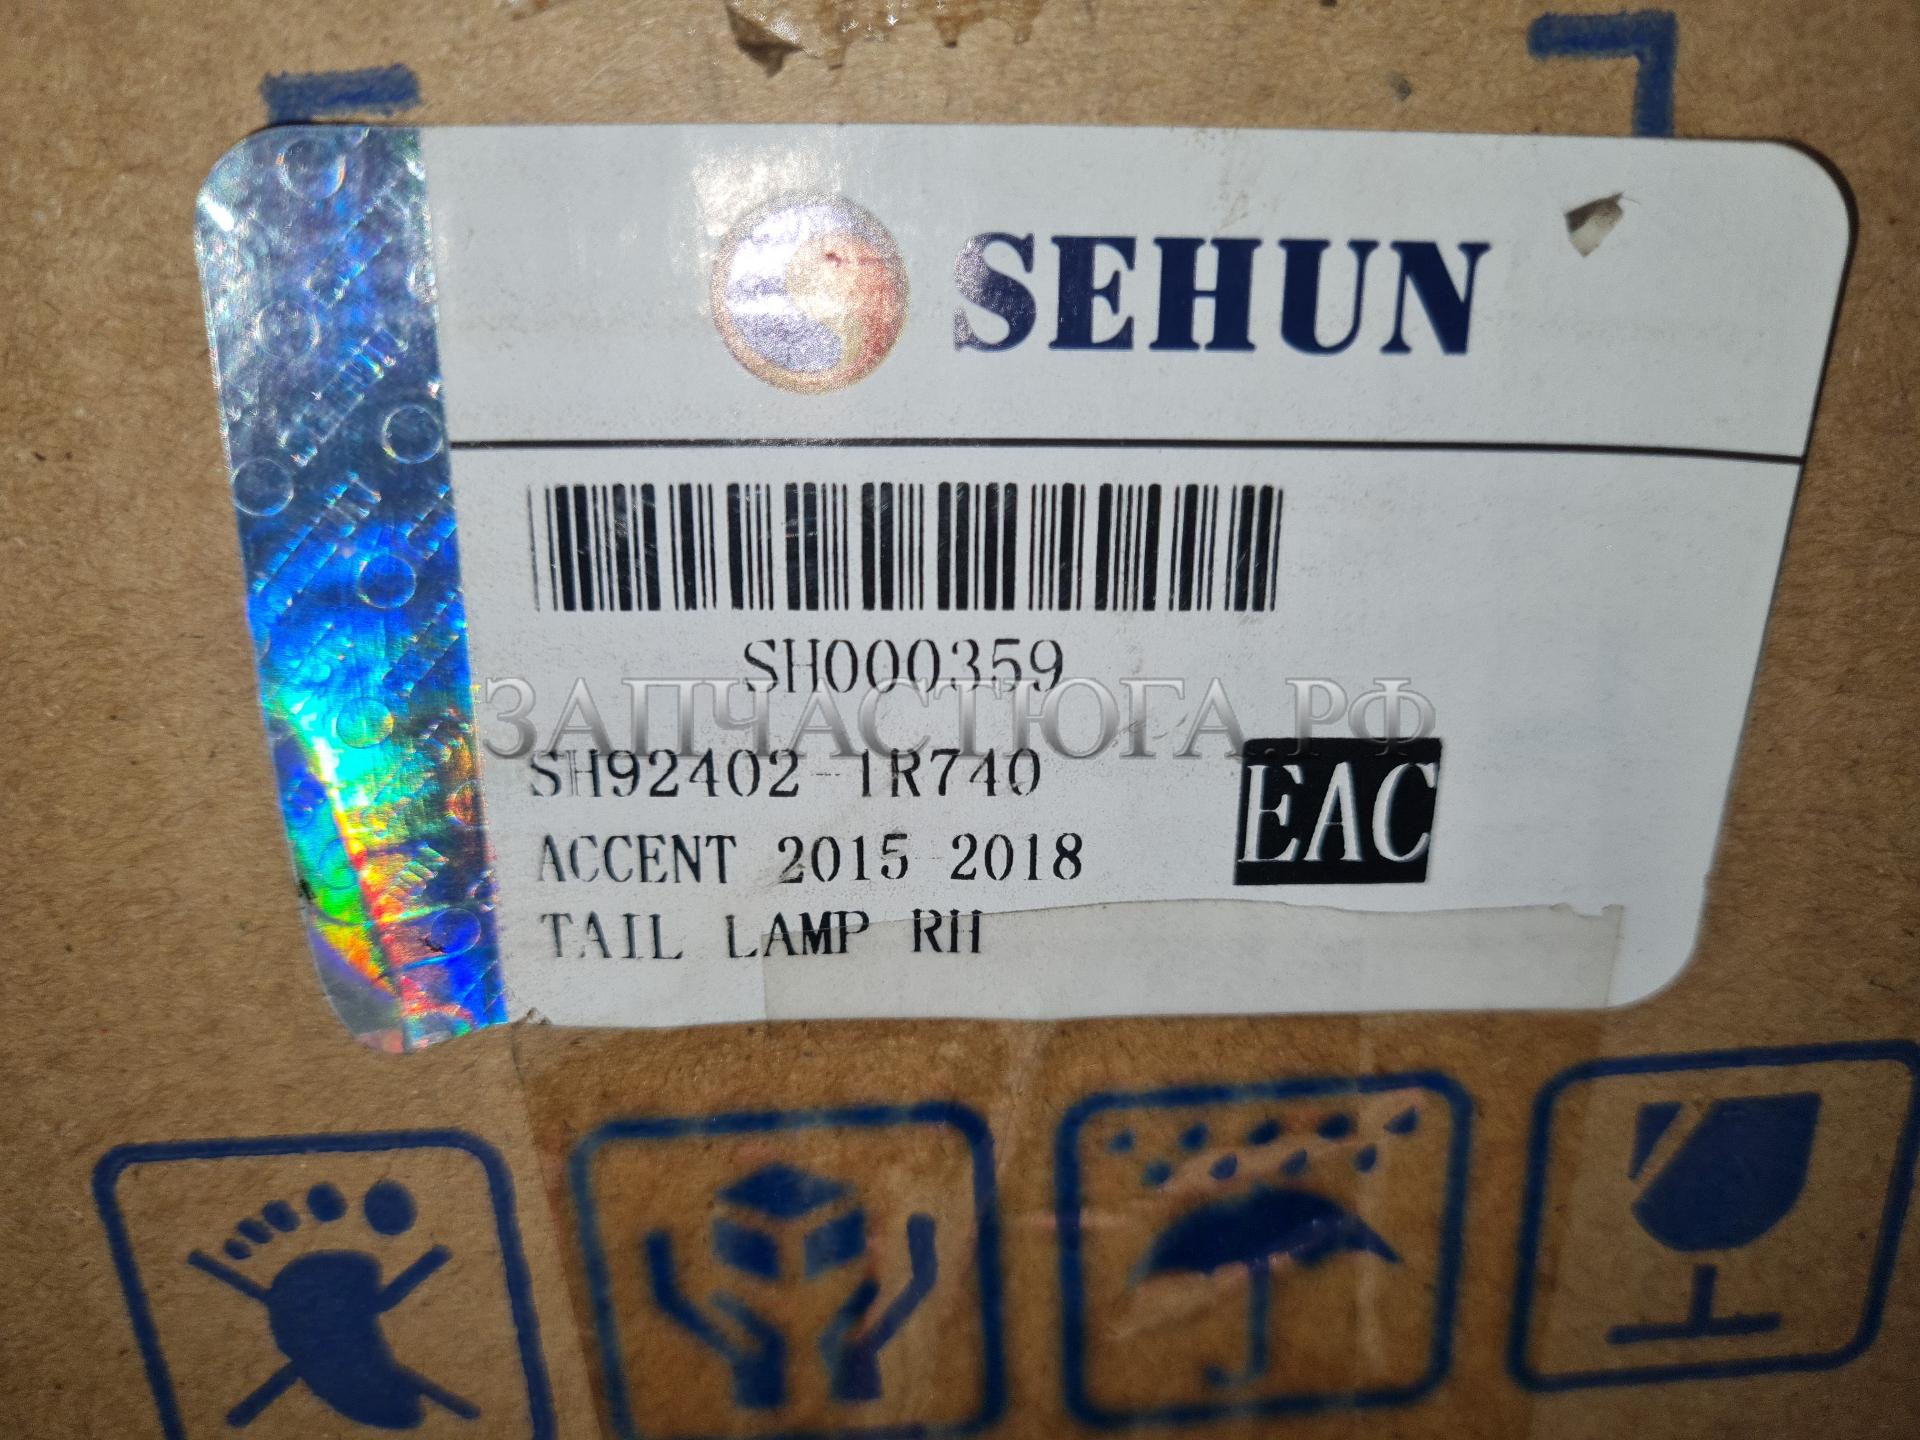 SEHUN
SH000359
ЗАПЧАСТЮГА.РФ
SH92402-1R740
EAC
ACCENT 2015-2018
TAIL LAMP RH